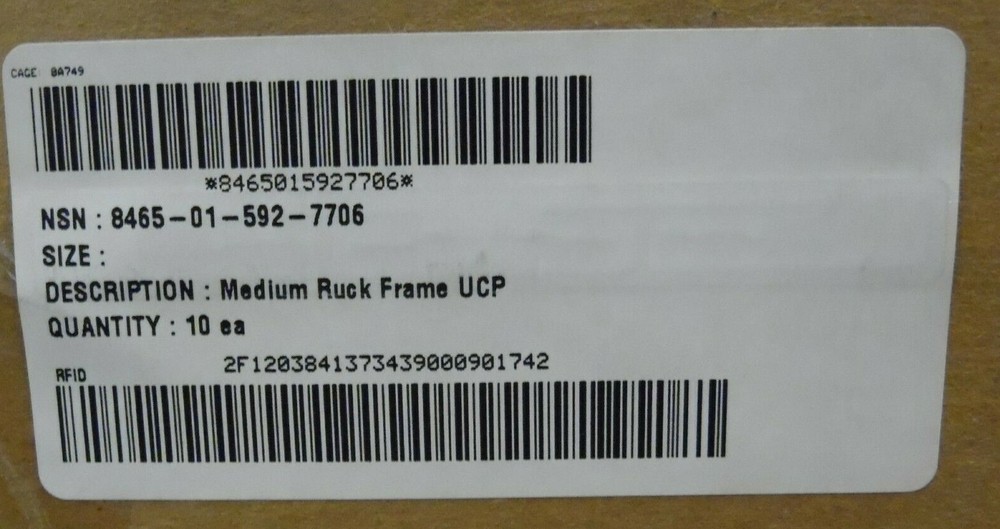 CAGE 0A749
*8465015927706*
NSN : 8465-01-592-7706
SIZE :
DESCRIPTION : Medium Ruck Frame UCP
QUANTITY : 10 ea
2F1203841373439000901742
RFID